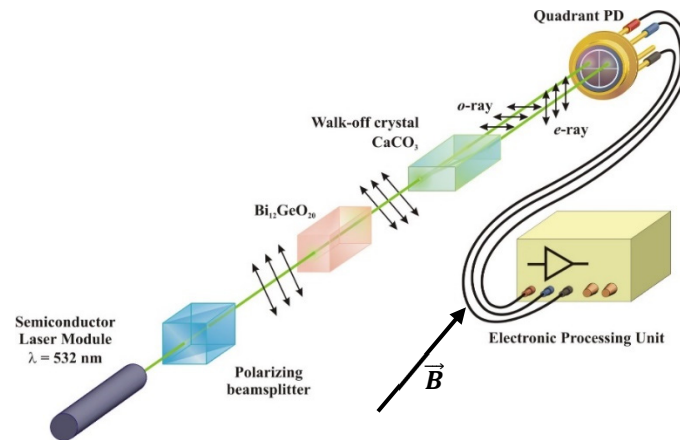 Quadrant PD
o-ray
e-ray
Walk-off crystal
CaCO₃
Bi₁₂GeO₂₀
Semiconductor
Laser Module
λ = 532 nm
Polarizing
beamsplitter
B⃗
Electronic Processing Unit